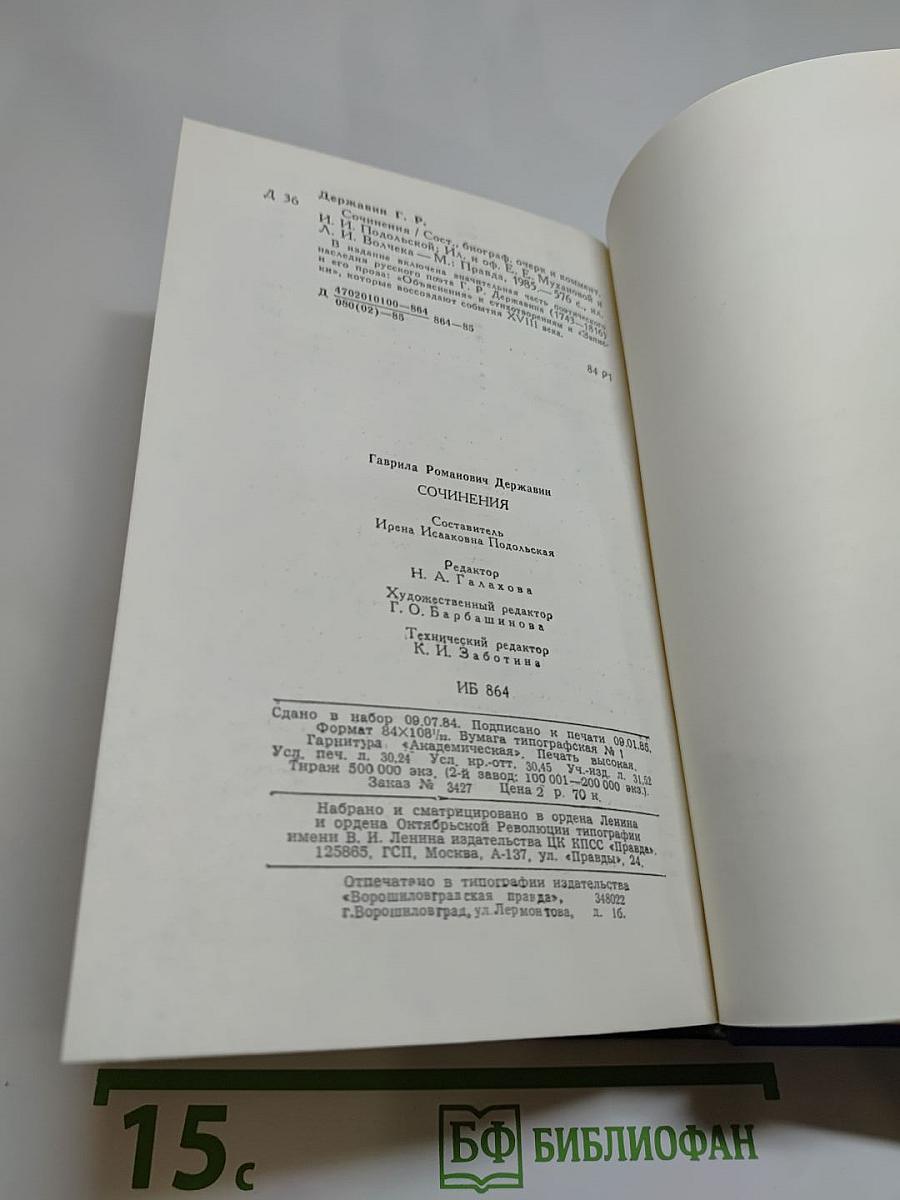 Державин Г. Р.
Д 36
Сочинения / Сост., биограф. очерк и коммент.
И. И. Подольской; Ил. и оф. Е. Е. Мухановой и
Л. И. Волчека — М.: Правда, 1985.— 576 с., ил.
В издание включена значительная часть поэтического
наследия русского поэта Г. Р. Державина (1743—1816)
и его проза: «Объяснения» к стихотворениям и «Запис-
ки», которые воссоздают события XVIII века.
Д 4702010100—864 864—85
080(02)—85
84 Р1
Гаврила Романович Державин
СОЧИНЕНИЯ
Составитель
Ирена Исааковна Подольская
Редактор
Н. А. Галахова
Художественный редактор
Г. О. Барбашинова
Технический редактор
К. И. Заботина
ИБ 864
Сдано в набор 09.07.84. Подписано к печати 09.01.85.
Формат 84×108¹/₃₂. Бумага типографская № 1
Гарнитура «Академическая». Печать высокая.
Усл. печ. л. 30,24 Усл. кр.-отт. 30,45 Уч.-изд. л. 31,52
Тираж 500 000 экз. (2-й завод: 100 001—200 000 экз.).
Заказ № 3427 Цена 2 р. 70 к.
Набрано и сматрицировано в ордена Ленина
и ордена Октябрьской Революции типографии
имени В. И. Ленина издательства ЦК КПСС «Правда».
125865, ГСП, Москва, А-137, ул. «Правды», 24.
Отпечатано в типографии издательства
«Ворошиловградская правда», 348022
г.Ворошиловград, ул.Лермонтова, д. 1б.
15 с
БФ БИБЛИОФАН